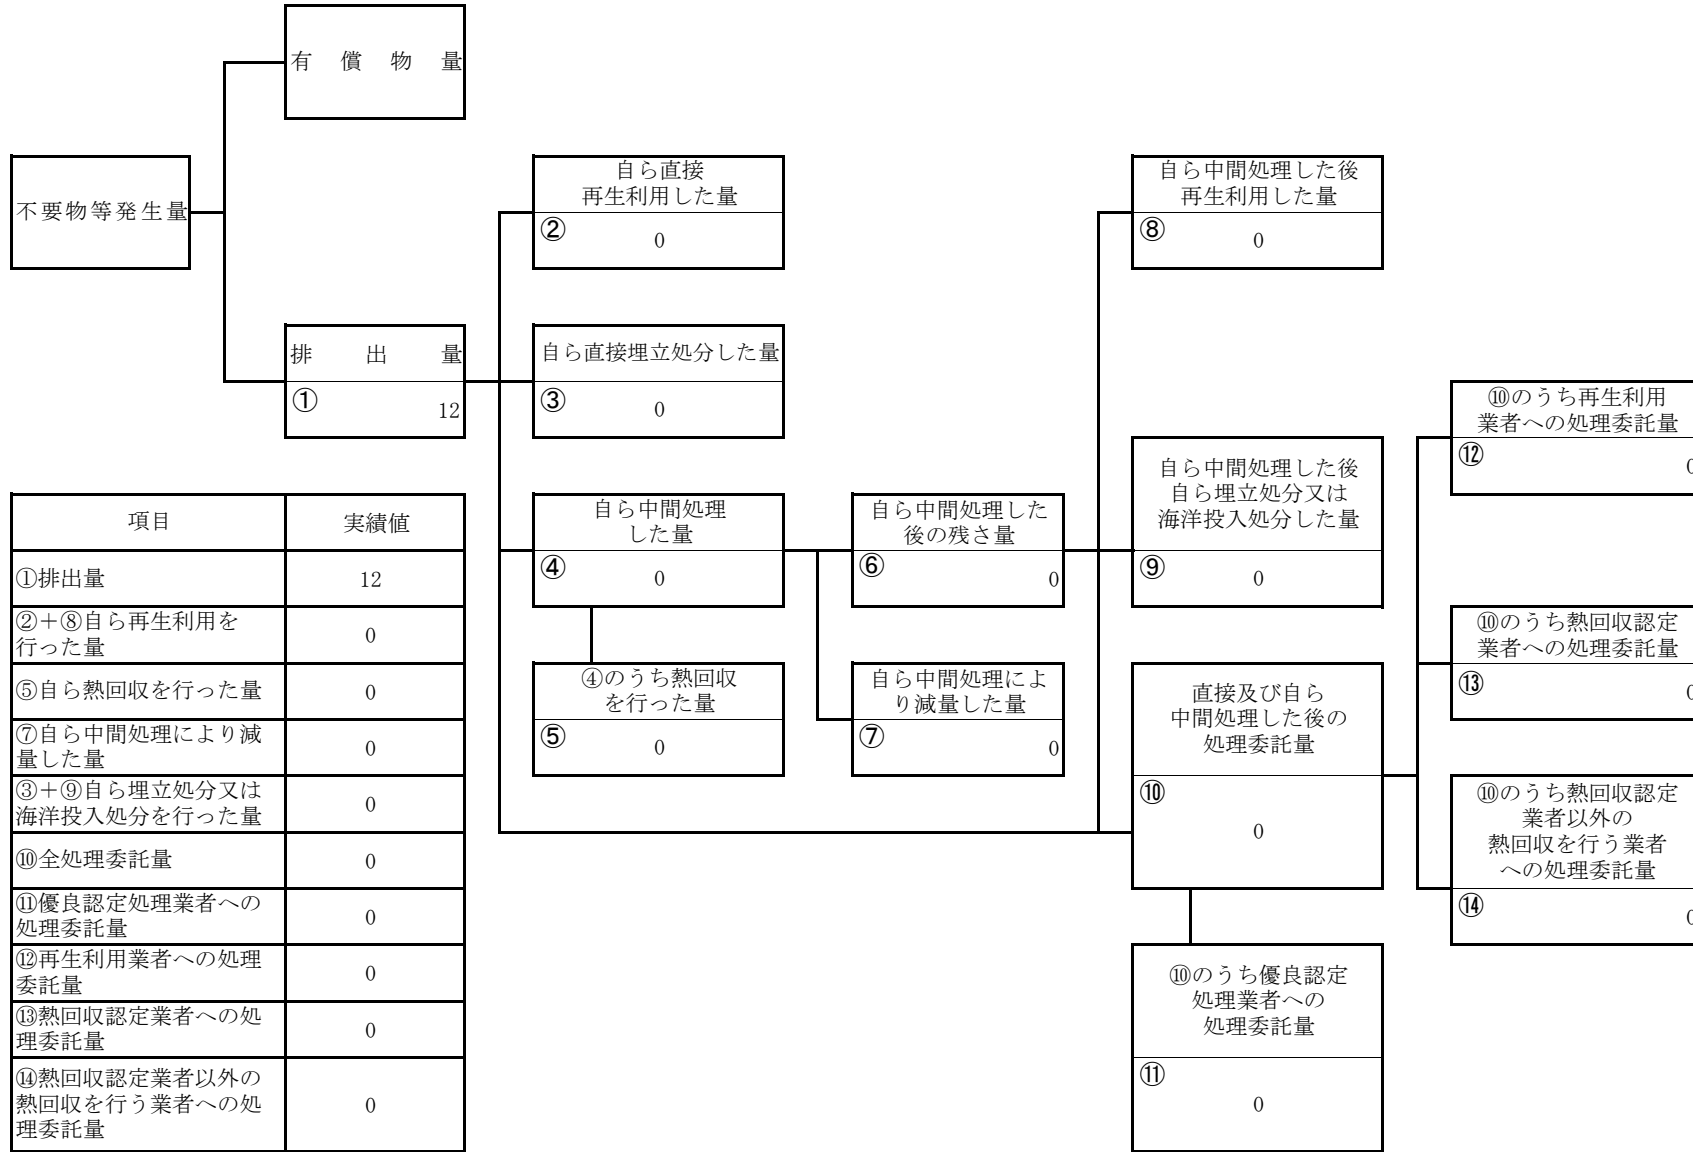 有償物量
不要物等発生量
自ら直接
再生利用した量
②
0
自ら中間処理した後
再生利用した量
⑧
0
排出量
①
12
自ら直接埋立処分した量
③
0
⑩のうち再生利用
業者への処理委託量
⑫
0
自ら中間処理
した量
④
0
自ら中間処理した
後の残さ量
⑥
0
自ら中間処理した後
自ら埋立処分又は
海洋投入処分した量
⑨
0
⑩のうち熱回収認定
業者への処理委託量
⑬
0
④のうち熱回収
を行った量
⑤
0
自ら中間処理によ
り減量した量
⑦
0
直接及び自ら
中間処理した後の
処理委託量
⑩
0
⑩のうち熱回収認定
業者以外の
熱回収を行う業者
への処理委託量
⑭
0
⑩のうち優良認定
処理業者への
処理委託量
⑪
0
項目 実績値
①排出量 12
②＋⑧自ら再生利用を
行った量 0
⑤自ら熱回収を行った量 0
⑦自ら中間処理により減
量した量 0
③＋⑨自ら埋立処分又は
海洋投入処分を行った量 0
⑩全処理委託量 0
⑪優良認定処理業者への
処理委託量 0
⑫再生利用業者への処理
委託量 0
⑬熱回収認定業者への処
理委託量 0
⑭熱回収認定業者以外の
熱回収を行う業者への処
理委託量 0